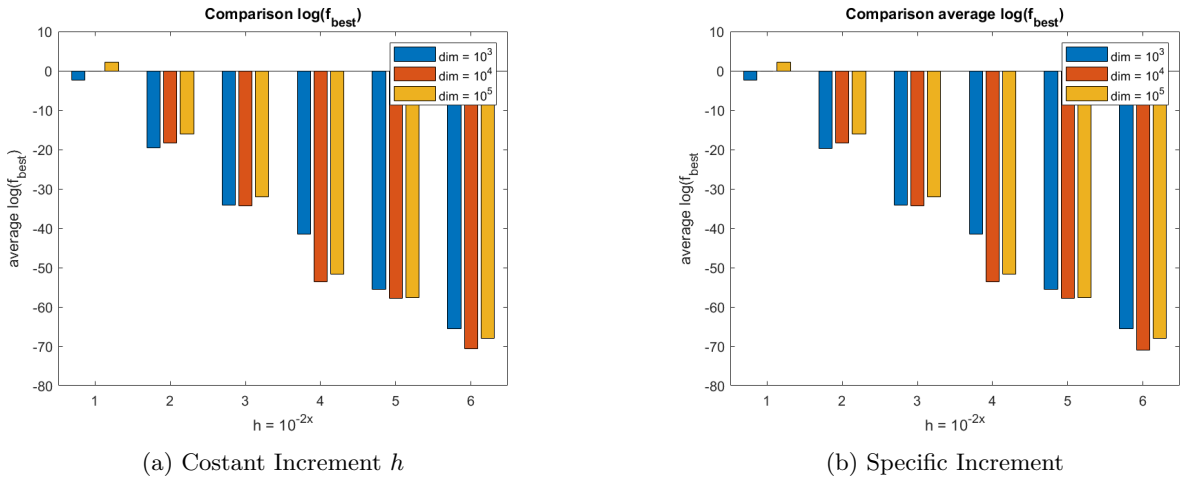 Comparison log(f_best)
average log(f_best)
10
0
-10
-20
-30
-40
-50
-60
-70
-80
dim = 10^3
dim = 10^4
dim = 10^5
1 2 3 4 5 6
h = 10^-2x
(a) Costant Increment h
Comparison average log(f_best)
average log(f_best
10
0
-10
-20
-30
-40
-50
-60
-70
-80
dim = 10^3
dim = 10^4
dim = 10^5
1 2 3 4 5 6
h = 10^-2x
(b) Specific Increment